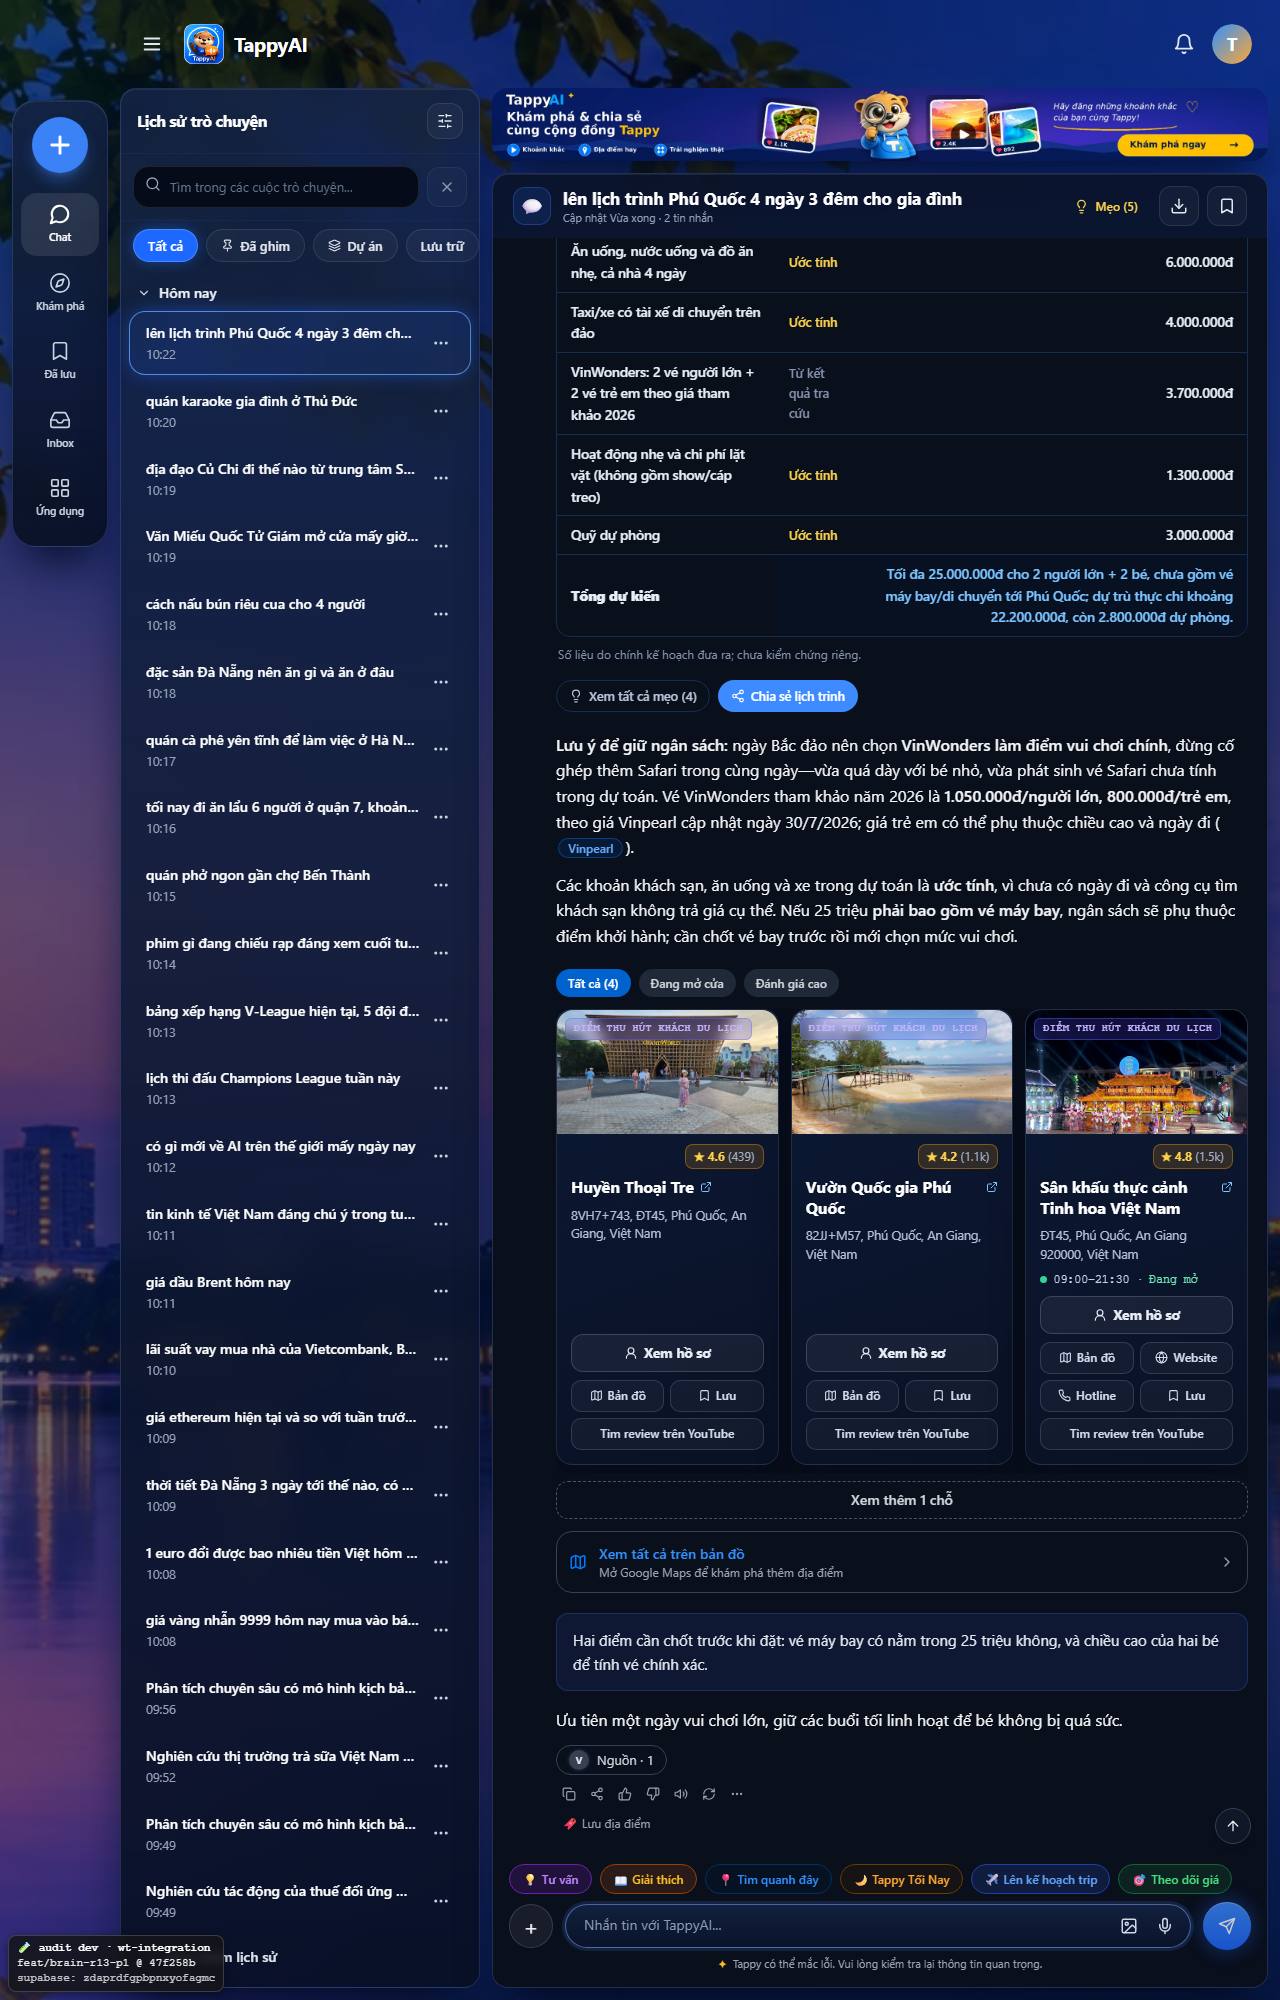 TappyAI
T
TappyAI
Khám phá & chia sẻ
cùng cộng đồng Tappy
Khoảnh khắc
Địa điểm hay
Trải nghiệm thật
1.1K
2.4K
892
Hãy đăng những khoảnh khắc
của bạn cùng Tappy!
Khám phá ngay →
Chat
Khám phá
Đã lưu
Inbox
Ứng dụng
Lịch sử trò chuyện
Tìm trong các cuộc trò chuyện...
Tất cả
Đã ghim
Dự án
Lưu trữ
Hôm nay
lên lịch trình Phú Quốc 4 ngày 3 đêm ch...
10:22
quán karaoke gia đình ở Thủ Đức
10:20
địa đạo Củ Chi đi thế nào từ trung tâm S...
10:19
Văn Miếu Quốc Tử Giám mở cửa mấy giờ...
10:19
cách nấu bún riêu cua cho 4 người
10:18
đặc sản Đà Nẵng nên ăn gì và ăn ở đâu
10:18
quán cà phê yên tĩnh để làm việc ở Hà N...
10:17
tối nay đi ăn lẩu 6 người ở quận 7, khoản...
10:16
quán phở ngon gần chợ Bến Thành
10:15
phim gì đang chiếu rạp đáng xem cuối tu...
10:14
bảng xếp hạng V-League hiện tại, 5 đội đ...
10:13
lịch thi đấu Champions League tuần này
10:13
có gì mới về AI trên thế giới mấy ngày nay
10:12
tin kinh tế Việt Nam đáng chú ý trong tu...
10:11
giá dầu Brent hôm nay
10:11
lãi suất vay mua nhà của Vietcombank, B...
10:10
giá ethereum hiện tại và so với tuần trướ...
10:09
thời tiết Đà Nẵng 3 ngày tới thế nào, có ...
10:09
1 euro đổi được bao nhiêu tiền Việt hôm ...
10:08
giá vàng nhẫn 9999 hôm nay mua vào bá...
10:08
Phân tích chuyên sâu có mô hình kịch bả...
09:56
Nghiên cứu thị trường trà sữa Việt Nam ...
09:52
Phân tích chuyên sâu có mô hình kịch bả...
09:49
Nghiên cứu tác động của thuế đối ứng ...
09:49
m lịch sử
audit dev · wt-integration
feat/brain-r13-p1 @ 47f258b
supabase: zdaprdfgpbpnxyofagmc
lên lịch trình Phú Quốc 4 ngày 3 đêm cho gia đình
Cập nhật Vừa xong · 2 tin nhắn
Mẹo (5)
Ăn uống, nước uống và đồ ăn nhẹ, cả nhà 4 ngày
Ước tính
6.000.000đ
Taxi/xe có tài xế di chuyển trên đảo
Ước tính
4.000.000đ
VinWonders: 2 vé người lớn + 2 vé trẻ em theo giá tham khảo 2026
Từ kết quả tra cứu
3.700.000đ
Hoạt động nhẹ và chi phí lặt vặt (không gồm show/cáp treo)
Ước tính
1.300.000đ
Quỹ dự phòng
Ước tính
3.000.000đ
Tổng dự kiến
Tối đa 25.000.000đ cho 2 người lớn + 2 bé, chưa gồm vé
máy bay/di chuyển tới Phú Quốc; dự trù thực chi khoảng
22.200.000đ, còn 2.800.000đ dự phòng.
Số liệu do chính kế hoạch đưa ra; chưa kiểm chứng riêng.
Xem tất cả mẹo (4)
Chia sẻ lịch trình
Lưu ý để giữ ngân sách: ngày Bắc đảo nên chọn VinWonders làm điểm vui chơi chính, đừng cố
ghép thêm Safari trong cùng ngày—vừa quá dày với bé nhỏ, vừa phát sinh vé Safari chưa tính
trong dự toán. Vé VinWonders tham khảo năm 2026 là 1.050.000đ/người lớn, 800.000đ/trẻ em,
theo giá Vinpearl cập nhật ngày 30/7/2026; giá trẻ em có thể phụ thuộc chiều cao và ngày đi (
Vinpearl ).
Các khoản khách sạn, ăn uống và xe trong dự toán là ước tính, vì chưa có ngày đi và công cụ tìm
khách sạn không trả giá cụ thể. Nếu 25 triệu phải bao gồm vé máy bay, ngân sách sẽ phụ thuộc
điểm khởi hành; cần chốt vé bay trước rồi mới chọn mức vui chơi.
Tất cả (4)
Đang mở cửa
Đánh giá cao
ĐIỂM THU HÚT KHÁCH DU LỊCH
GRANDWORLD
★ 4.6 (439)
Huyền Thoại Tre
8VH7+743, ĐT45, Phú Quốc, An
Giang, Việt Nam
Xem hồ sơ
Bản đồ
Lưu
Tìm review trên YouTube
ĐIỂM THU HÚT KHÁCH DU LỊCH
★ 4.2 (1.1k)
Vườn Quốc gia Phú
Quốc
82JJ+M57, Phú Quốc, An Giang,
Việt Nam
Xem hồ sơ
Bản đồ
Lưu
Tìm review trên YouTube
ĐIỂM THU HÚT KHÁCH DU LỊCH
★ 4.8 (1.5k)
Sân khấu thực cảnh
Tinh hoa Việt Nam
ĐT45, Phú Quốc, An Giang
920000, Việt Nam
09:00–21:30 · Đang mở
Xem hồ sơ
Bản đồ
Website
Hotline
Lưu
Tìm review trên YouTube
Xem thêm 1 chỗ
Xem tất cả trên bản đồ
Mở Google Maps để khám phá thêm địa điểm
Hai điểm cần chốt trước khi đặt: vé máy bay có nằm trong 25 triệu không, và chiều cao của hai bé
để tính vé chính xác.
Ưu tiên một ngày vui chơi lớn, giữ các buổi tối linh hoạt để bé không bị quá sức.
V Nguồn · 1
Lưu địa điểm
Tư vấn
Giải thích
Tìm quanh đây
Tappy Tối Nay
Lên kế hoạch trip
Theo dõi giá
Nhắn tin với TappyAI...
Tappy có thể mắc lỗi. Vui lòng kiểm tra lại thông tin quan trọng.